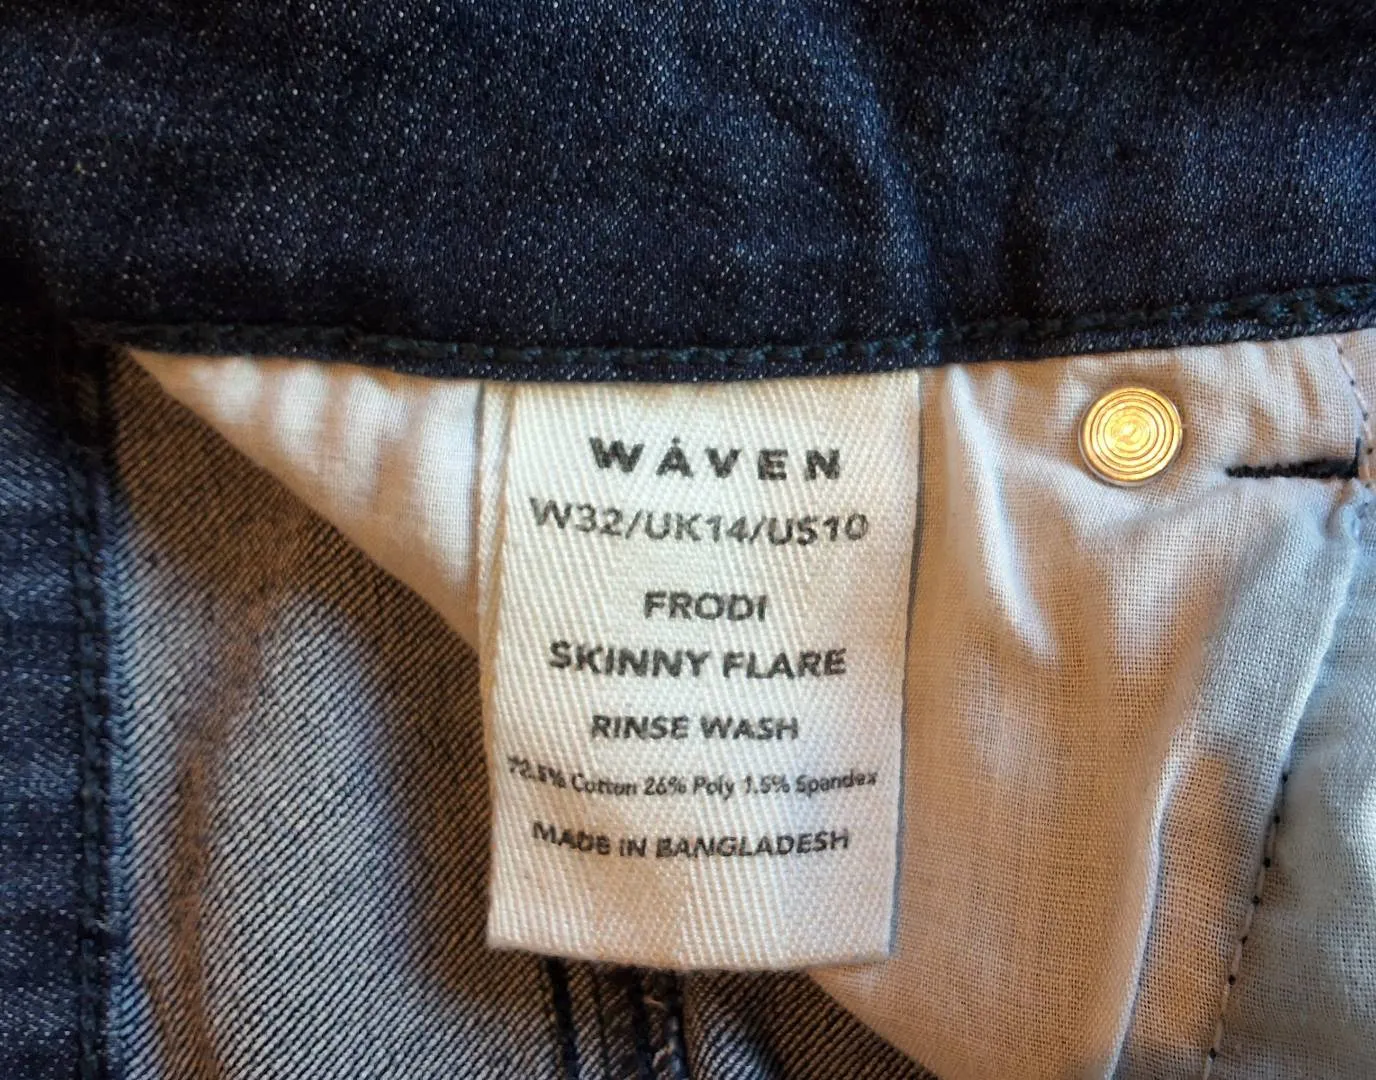 WÅVEN
W32/UK14/US10
FRODI
SKINNY FLARE
RINSE WASH
72.5% Cotton 26% Poly 1.5% Spandex
MADE IN BANGLADESH